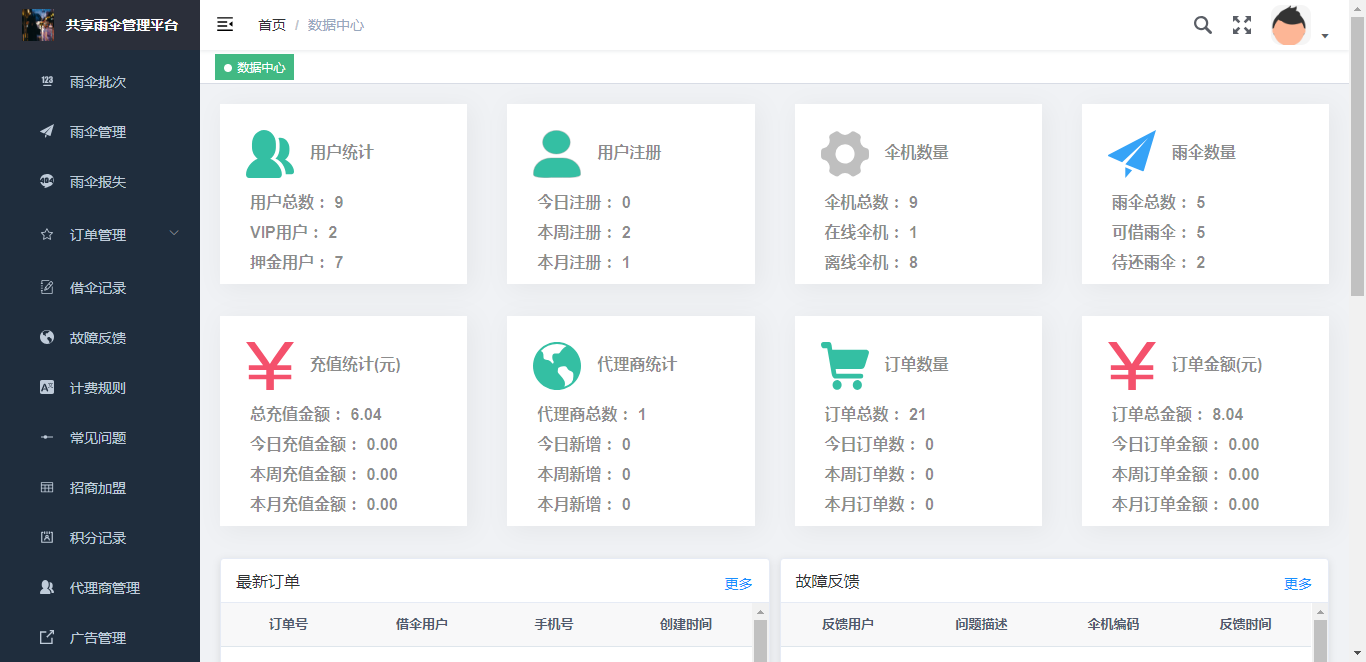 共享雨伞管理平台
首页 / 数据中心
数据中心
雨伞批次
雨伞管理
雨伞报失
订单管理
借伞记录
故障反馈
计费规则
常见问题
招商加盟
积分记录
代理商管理
广告管理
用户统计
用户总数： 9
VIP用户： 2
押金用户： 7
用户注册
今日注册： 0
本周注册： 2
本月注册： 1
伞机数量
伞机总数： 9
在线伞机： 1
离线伞机： 8
雨伞数量
雨伞总数： 5
可借雨伞： 5
待还雨伞： 2
充值统计(元)
总充值金额： 6.04
今日充值金额： 0.00
本周充值金额： 0.00
本月充值金额： 0.00
代理商统计
代理商总数： 1
今日新增： 0
本周新增： 0
本月新增： 0
订单数量
订单总数： 21
今日订单数： 0
本周订单数： 0
本月订单数： 0
订单金额(元)
订单总金额： 8.04
今日订单金额： 0.00
本周订单金额： 0.00
本月订单金额： 0.00
最新订单 更多
订单号 借伞用户 手机号 创建时间
故障反馈 更多
反馈用户 问题描述 伞机编码 反馈时间